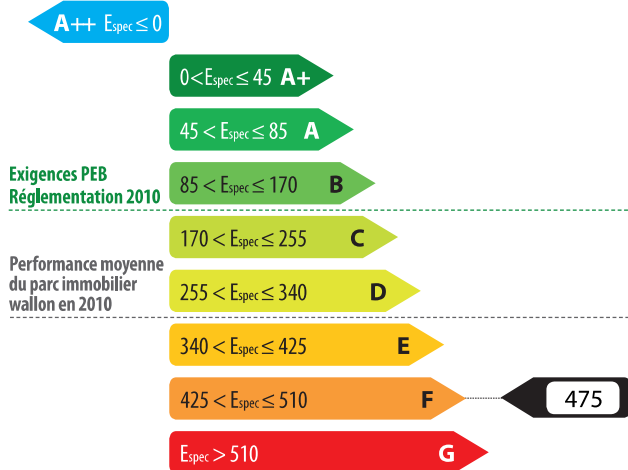 A++ Espec ≤ 0
0 < Espec ≤ 45 A+
45 < Espec ≤ 85 A
Exigences PEB
Réglementation 2010
85 < Espec ≤ 170 B
170 < Espec ≤ 255 C
Performance moyenne
du parc immobilier
wallon en 2010
255 < Espec ≤ 340 D
340 < Espec ≤ 425 E
425 < Espec ≤ 510 F
475
Espec > 510 G